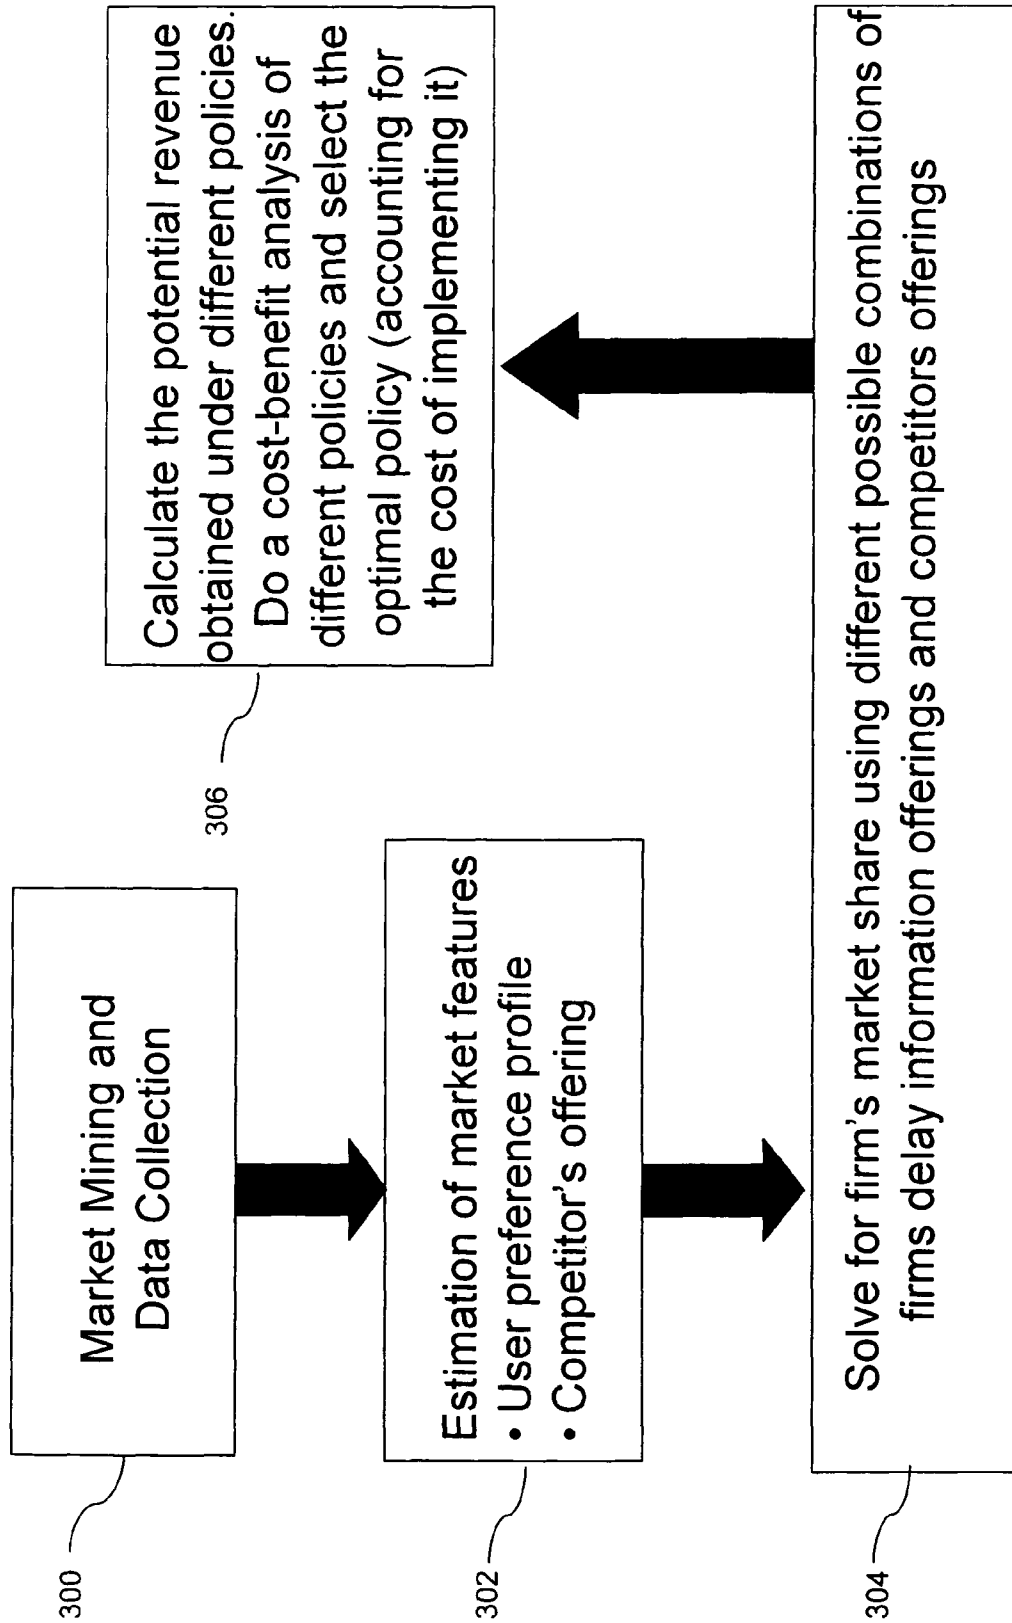 300
Market Mining and
Data Collection
302
Estimation of market features
• User preference profile
• Competitor's offering
304
Solve for firm's market share using different possible combinations of
firms delay information offerings and competitors offerings
306
Calculate the potential revenue
obtained under different policies.
Do a cost-benefit analysis of
different policies and select the
optimal policy (accounting for
the cost of implementing it)